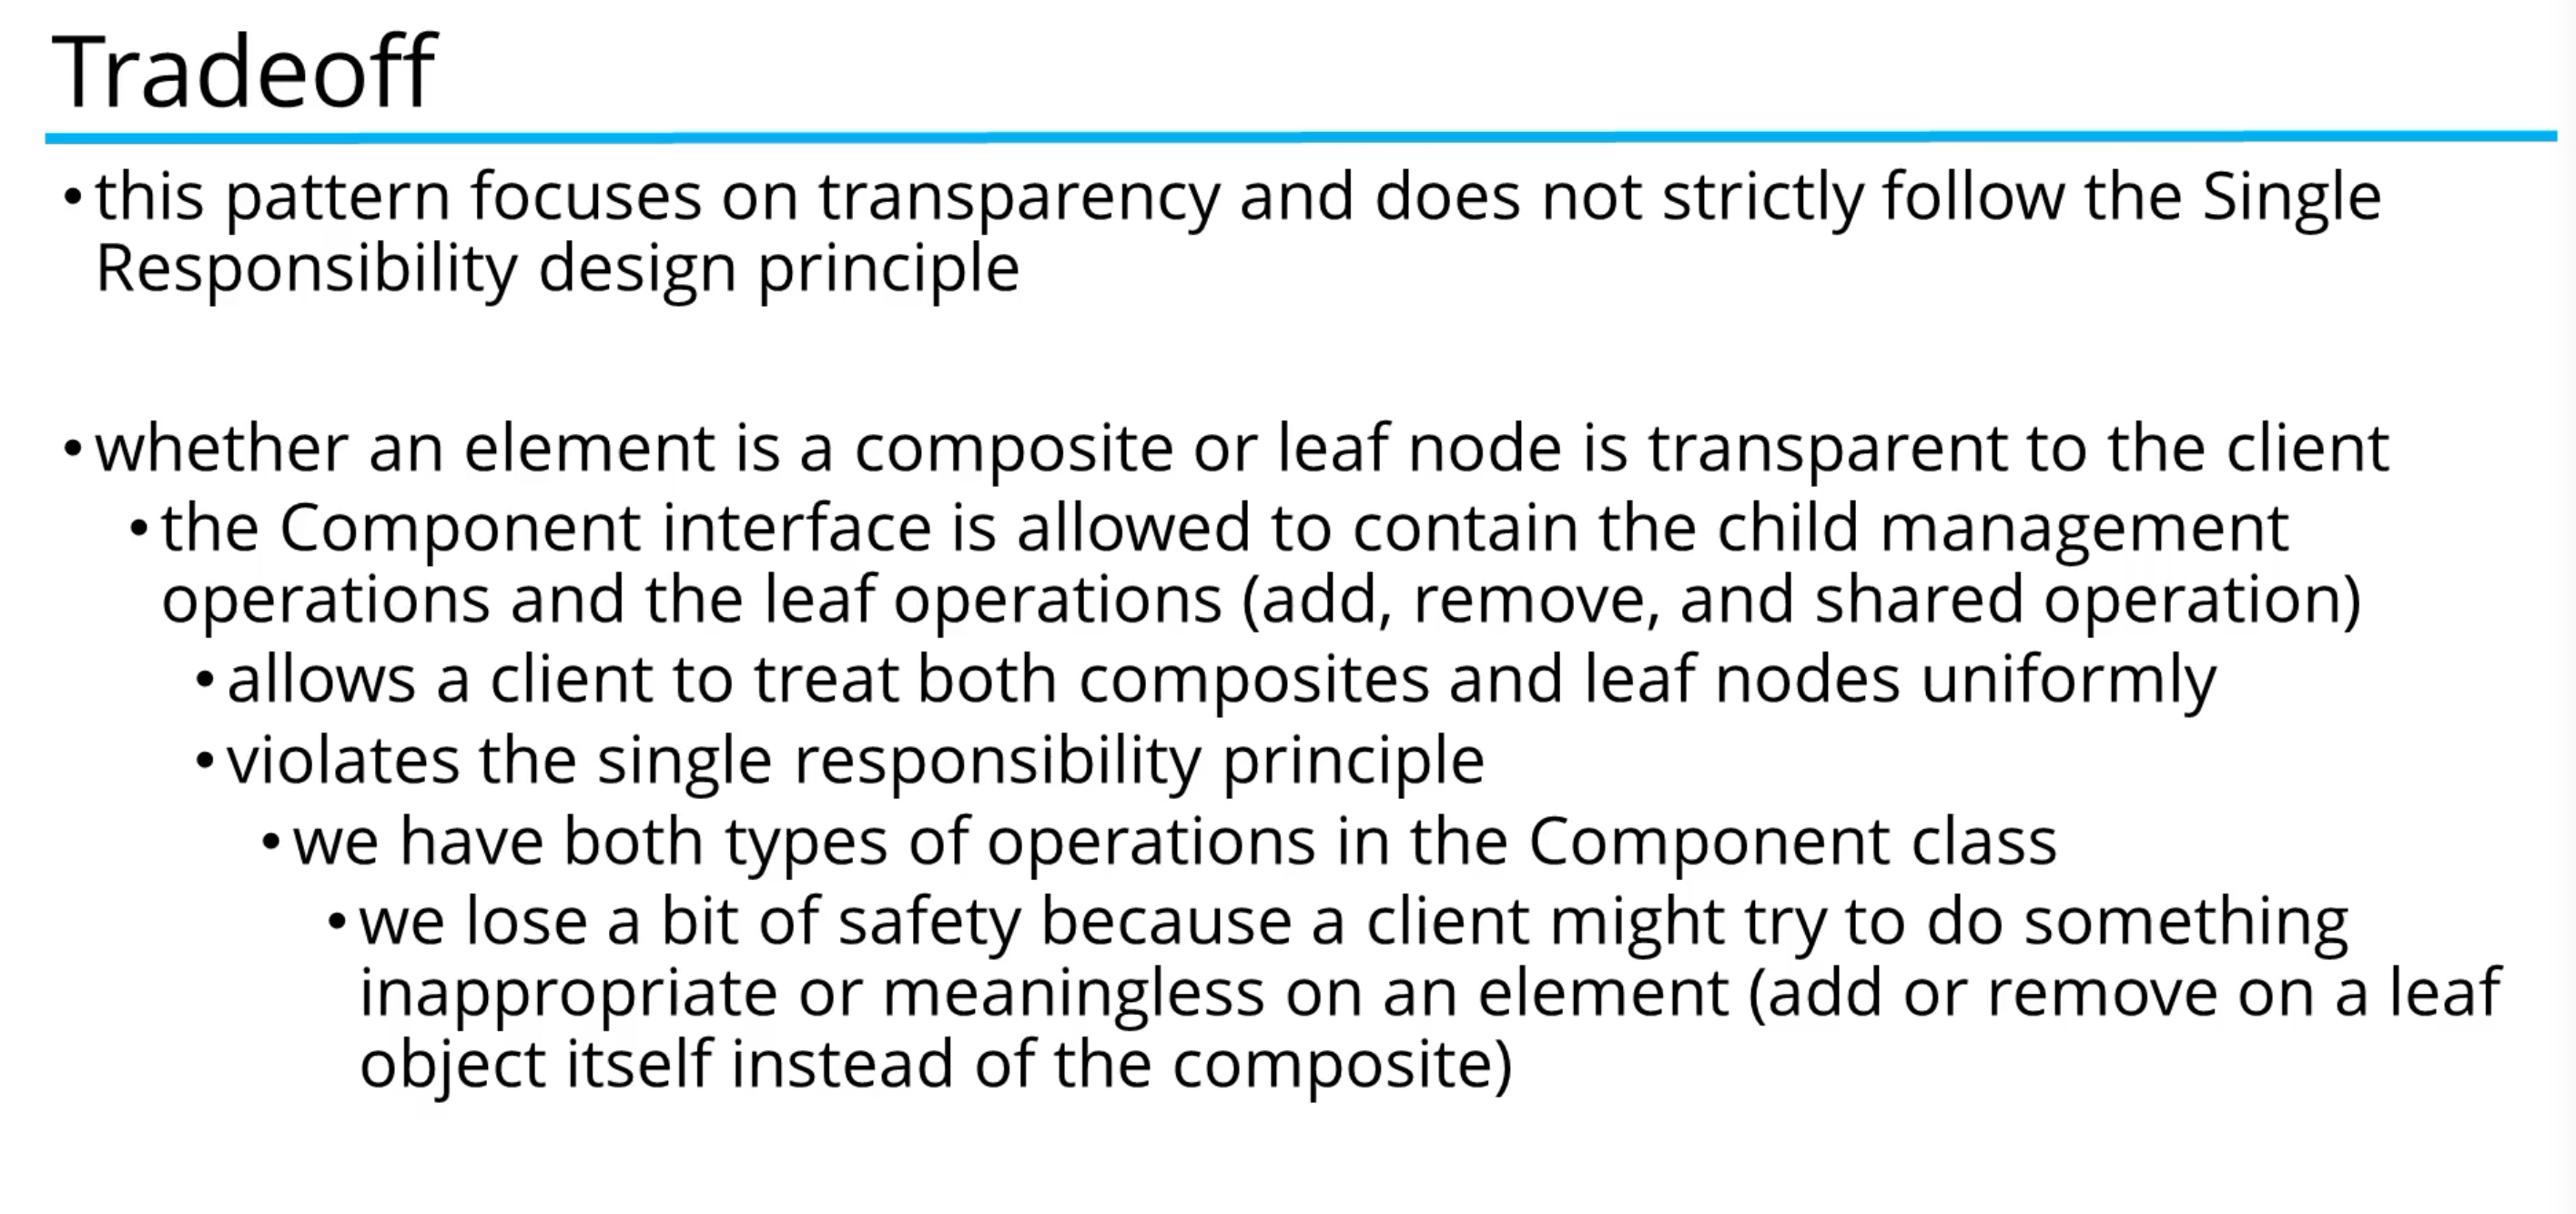 Tradeoff
• this pattern focuses on transparency and does not strictly follow the Single
Responsibility design principle
• whether an element is a composite or leaf node is transparent to the client
• the Component interface is allowed to contain the child management
operations and the leaf operations (add, remove, and shared operation)
• allows a client to treat both composites and leaf nodes uniformly
• violates the single responsibility principle
• we have both types of operations in the Component class
• we lose a bit of safety because a client might try to do something
inappropriate or meaningless on an element (add or remove on a leaf
object itself instead of the composite)